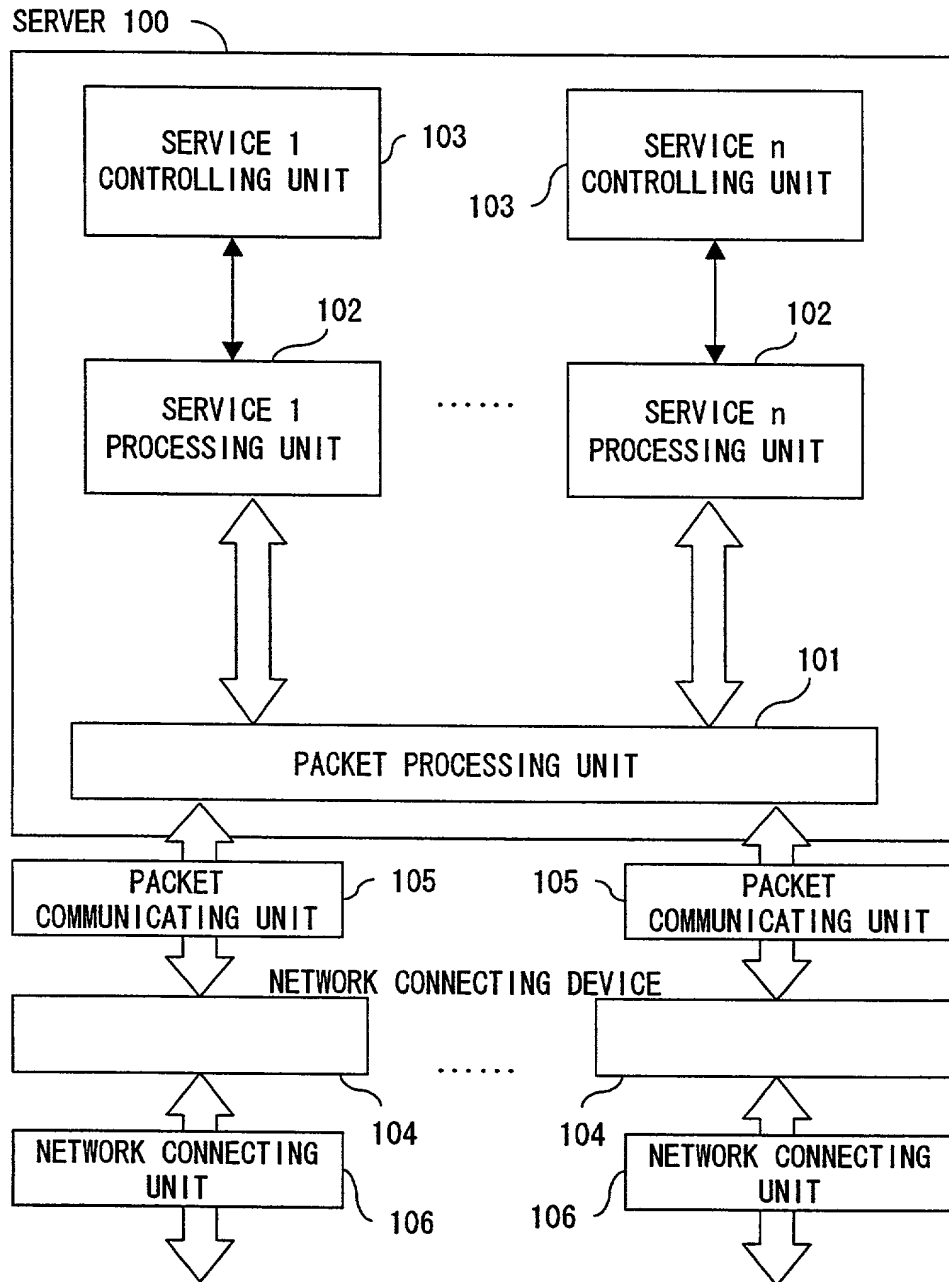 SERVER 100
SERVICE 1
CONTROLLING UNIT
103
SERVICE n
CONTROLLING UNIT
103
102
102
SERVICE 1
PROCESSING UNIT
......
SERVICE n
PROCESSING UNIT
101
PACKET PROCESSING UNIT
PACKET
COMMUNICATING UNIT
105
105
PACKET
COMMUNICATING UNIT
NETWORK CONNECTING DEVICE
......
104
104
NETWORK CONNECTING
UNIT
106
106
NETWORK CONNECTING
UNIT